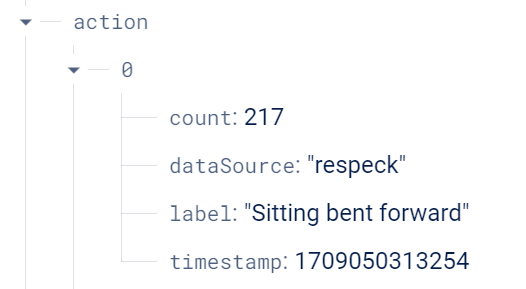 action
0
count: 217
dataSource: "respeck"
label: "Sitting bent forward"
timestamp: 1709050313254